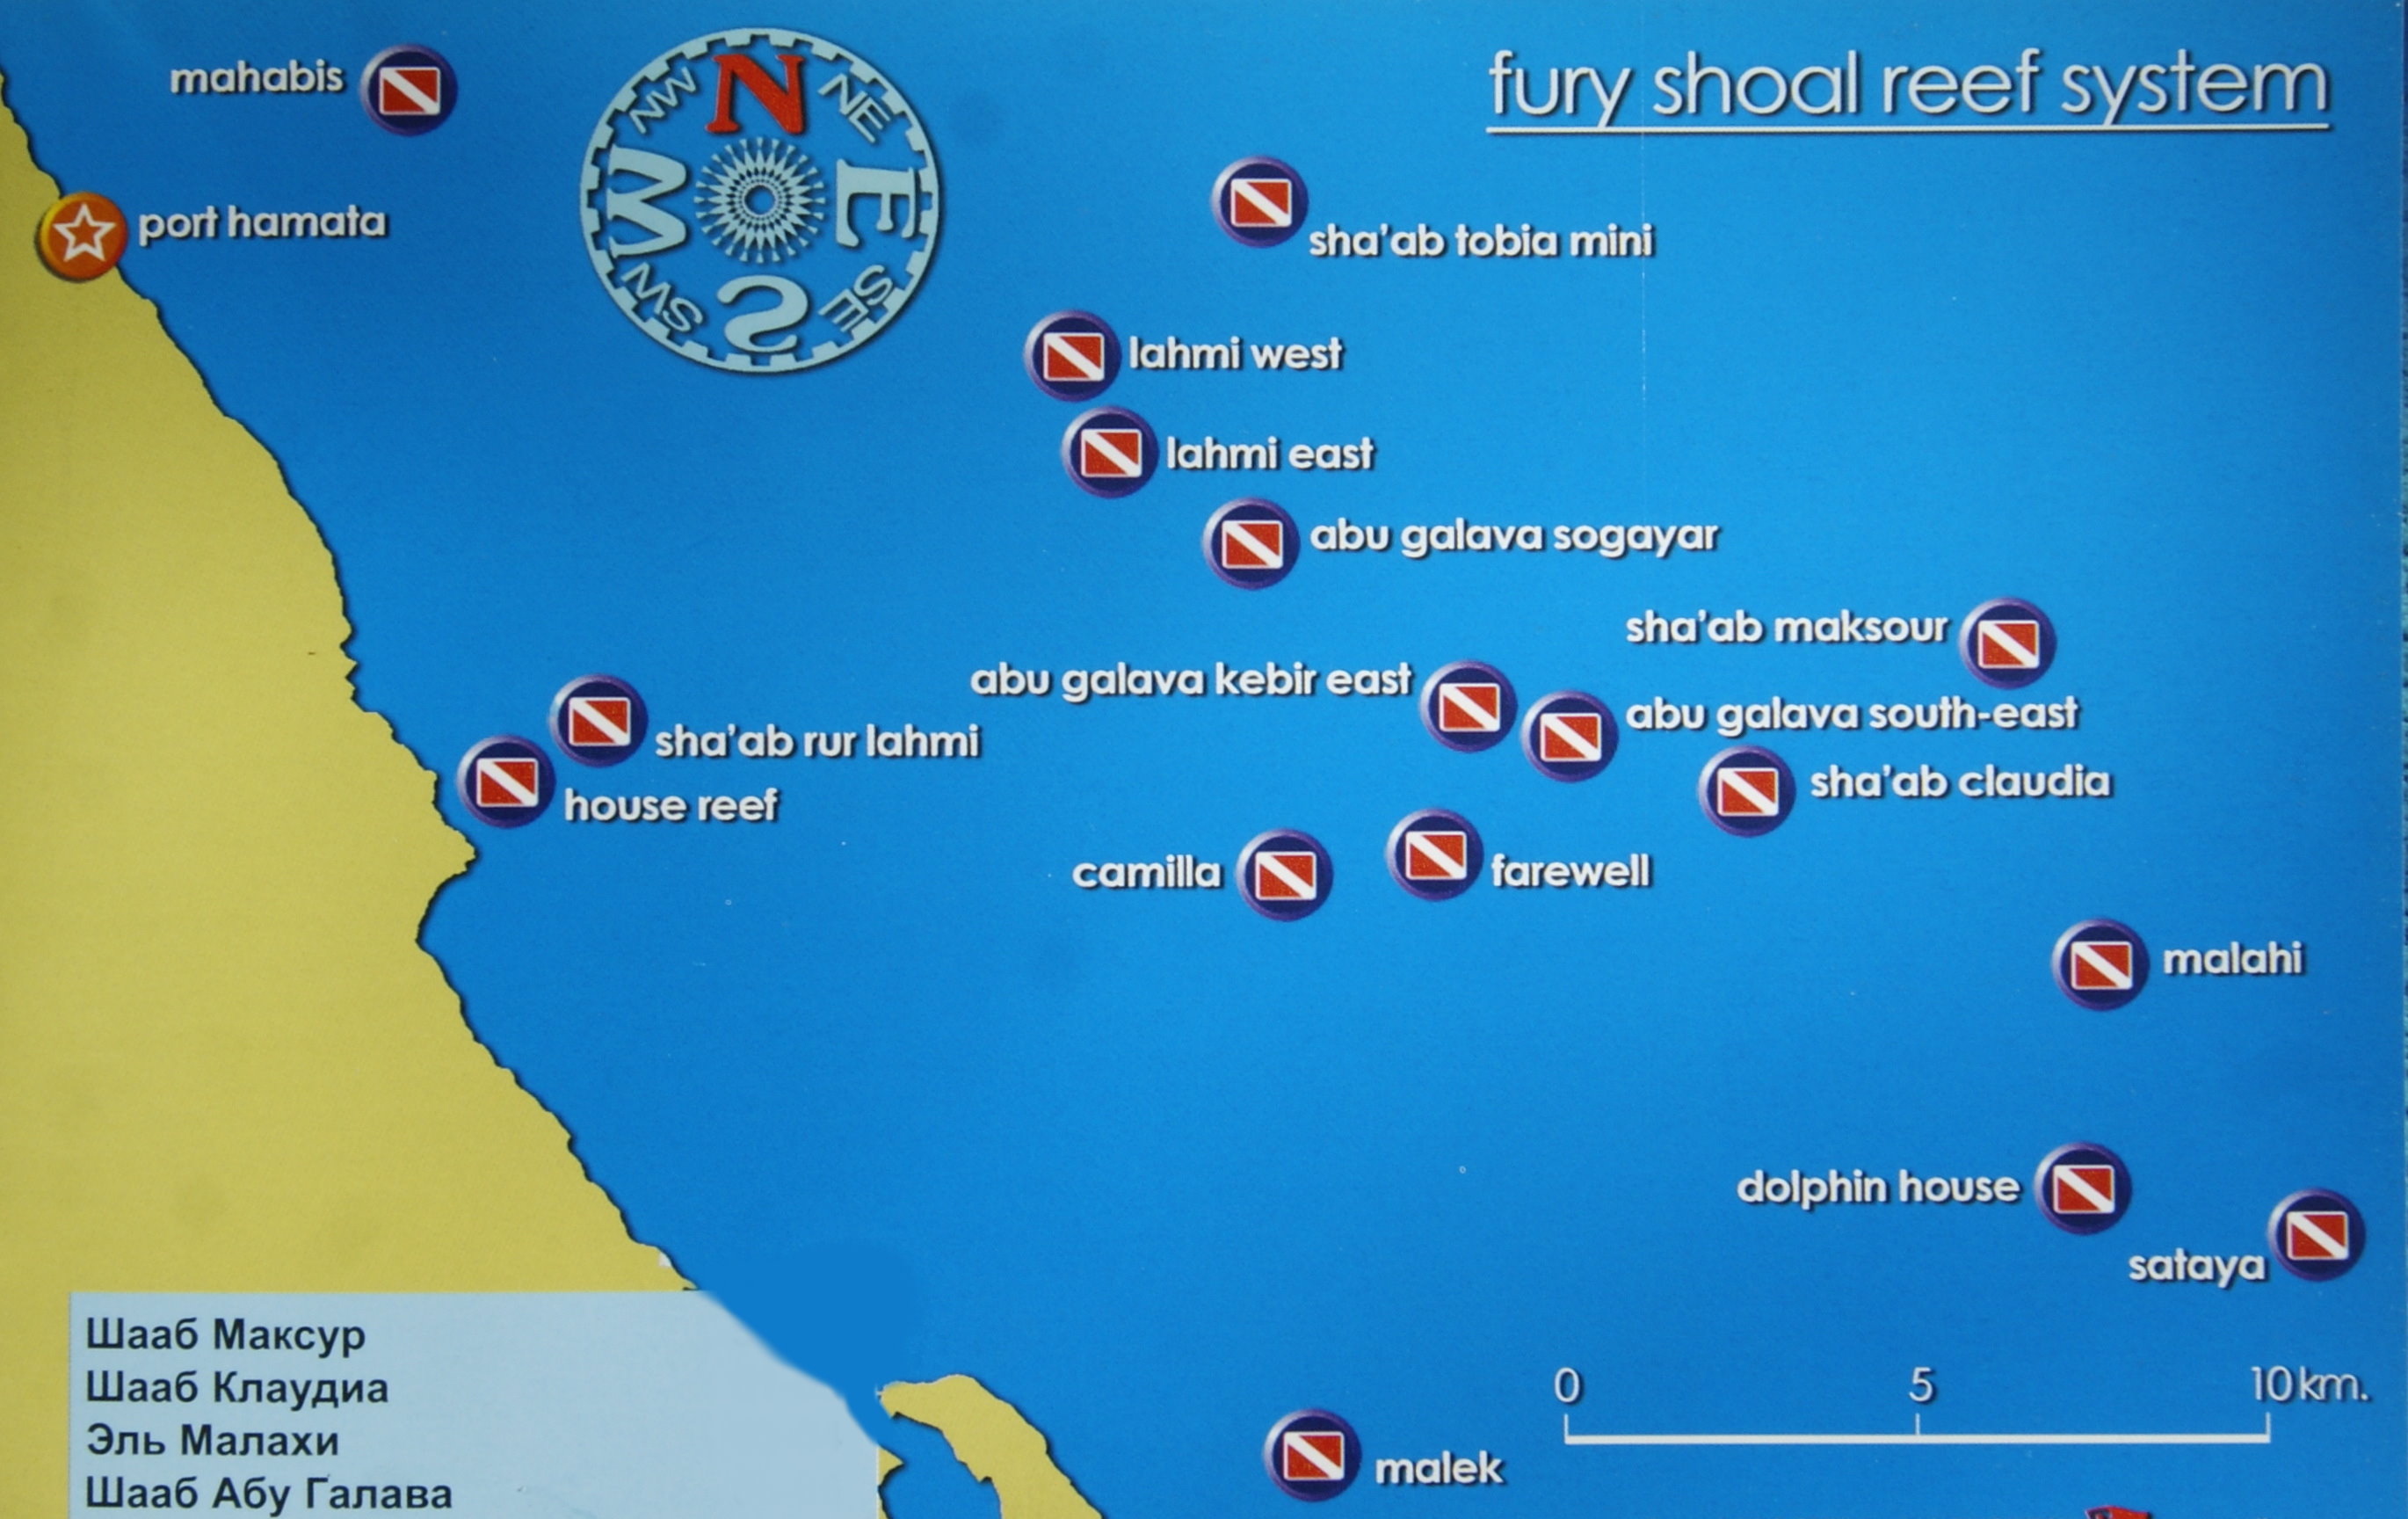 fury shoal reef system
mahabis
N
NE
E
SE
S
SW
W
NW
port hamata
sha'ab tobia mini
lahmi west
lahmi east
abu galava sogayar
sha'ab maksour
abu galava kebir east
abu galava south-east
sha'ab rur lahmi
sha'ab claudia
house reef
camilla
farewell
malahi
dolphin house
sataya
0 5 10 km.
malek
Шааб Максур
Шааб Клаудиа
Эль Малахи
Шааб Абу Галава